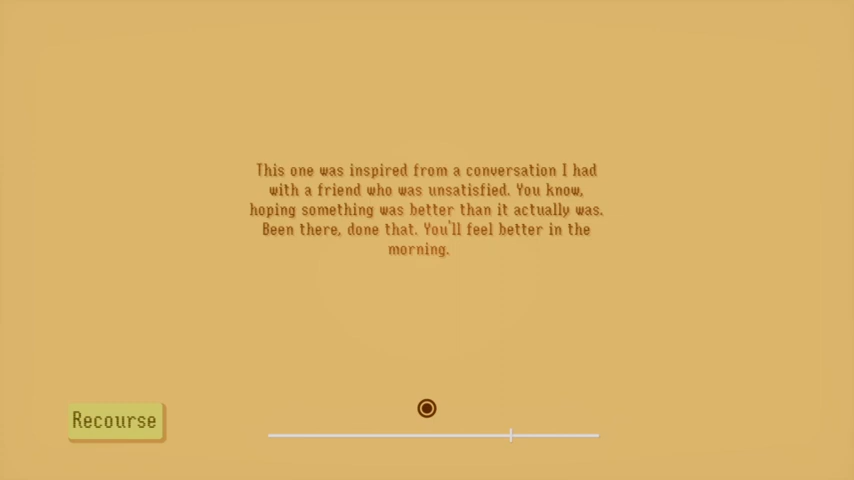 This one was inspired from a conversation I had
with a friend who was unsatisfied. You know,
hoping something was better than it actually was.
Been there, done that. You'll feel better in the
morning.
Recourse